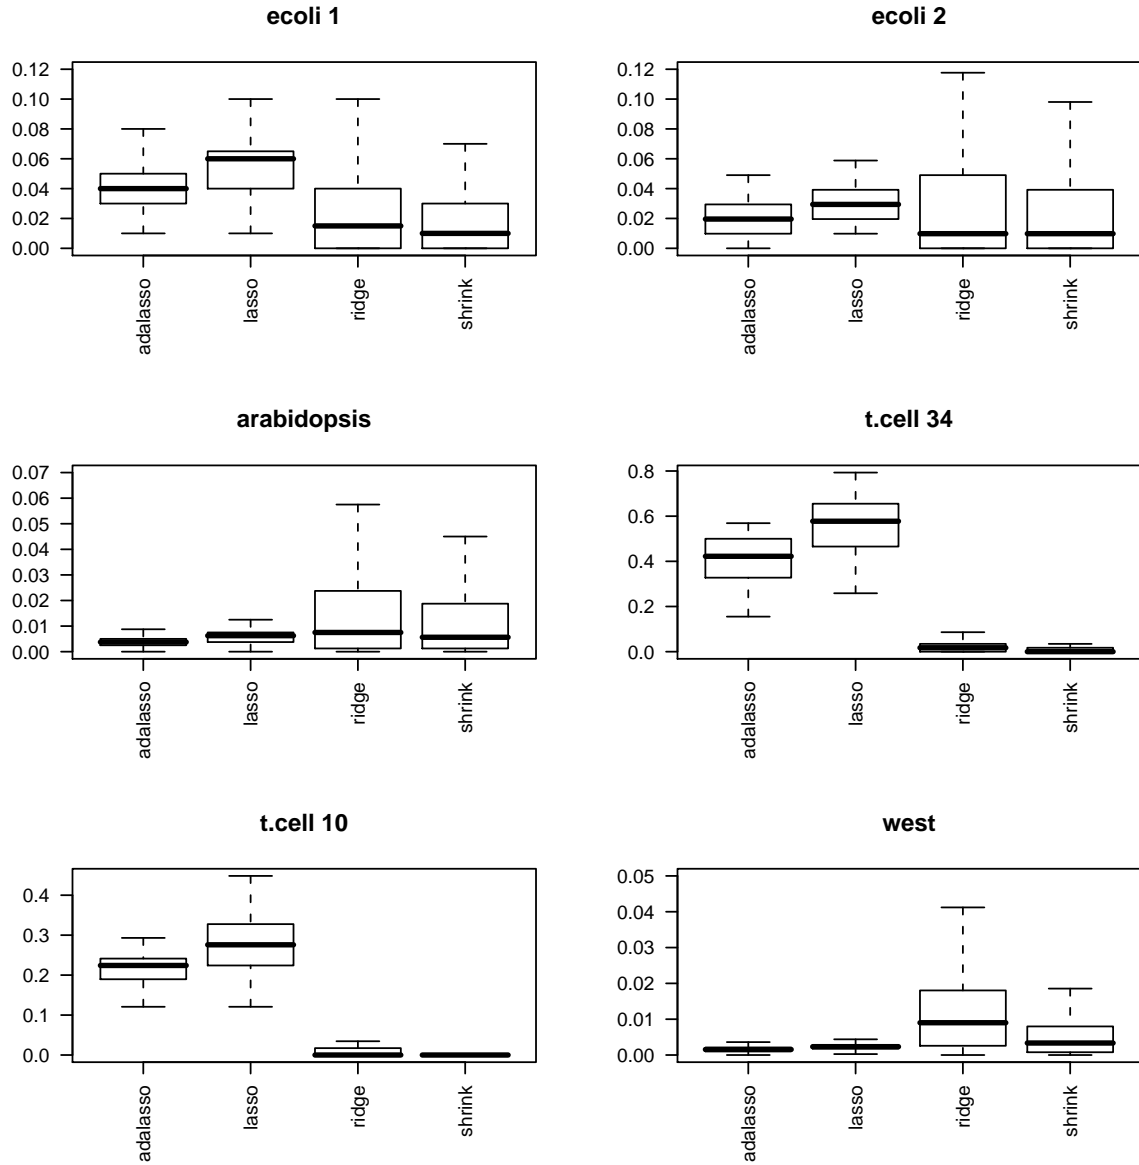 ecoli 1
0.12
0.10
0.08
0.06
0.04
0.02
0.00
adalasso
lasso
ridge
shrink
ecoli 2
0.12
0.10
0.08
0.06
0.04
0.02
0.00
adalasso
lasso
ridge
shrink
arabidopsis
0.07
0.06
0.05
0.04
0.03
0.02
0.01
0.00
adalasso
lasso
ridge
shrink
t.cell 34
0.8
0.6
0.4
0.2
0.0
adalasso
lasso
ridge
shrink
t.cell 10
0.4
0.3
0.2
0.1
0.0
adalasso
lasso
ridge
shrink
west
0.05
0.04
0.03
0.02
0.01
0.00
adalasso
lasso
ridge
shrink